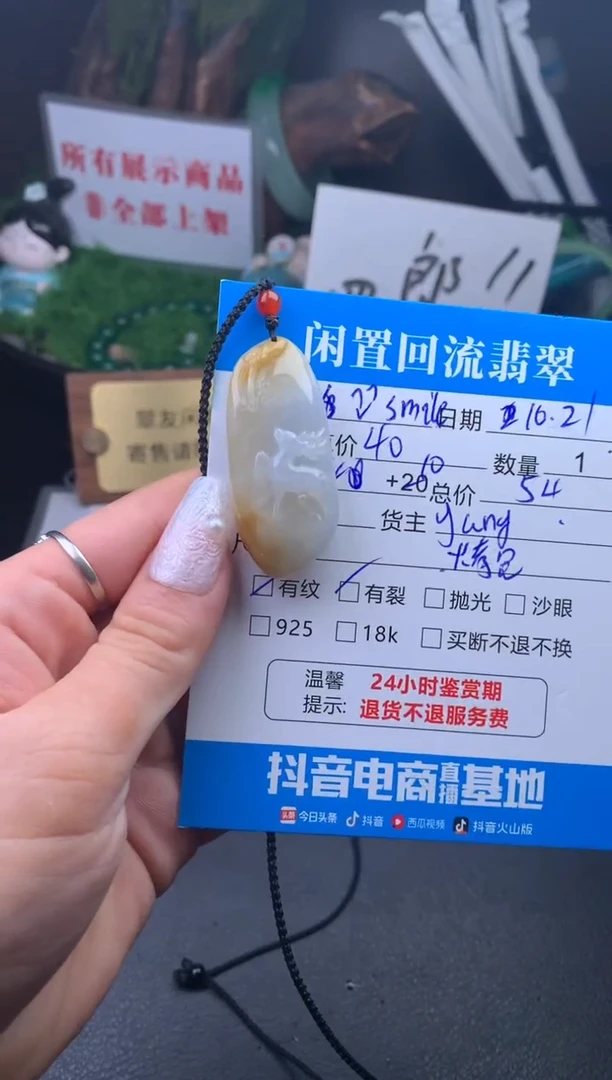 所有展示商品
非全部上架
郎 11
闲置回流翡翠
smile 日期 10.21
价 40 数量 1
+20 10 总价 54
货主 yang
有纹 有裂 抛光 沙眼
925 18k 买断不退不换
温馨 24小时鉴赏期
提示: 退货不退服务费
抖音电商直播基地
头条 今日头条 抖音 西瓜视频 抖音火山版